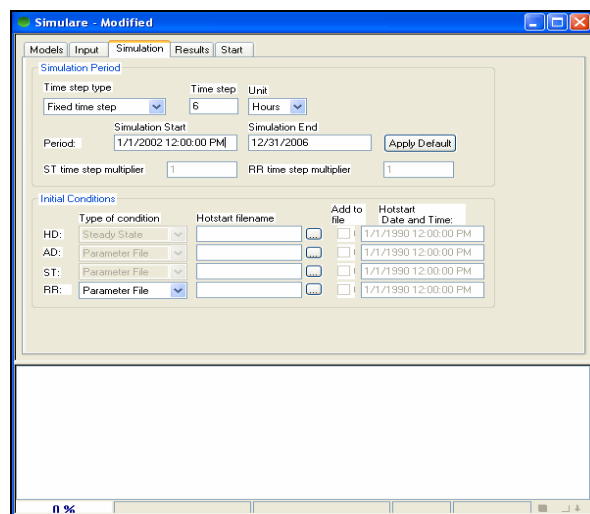 Simulare - Modified
Models Input Simulation Results Start
Simulation Period
Time step type Time step Unit
Fixed time step 6 Hours
Simulation Start Simulation End
Period: 1/1/2002 12:00:00 PM 12/31/2006 Apply Default
ST time step multiplier 1 RR time step multiplier 1
Initial Conditions
Type of condition Hotstart filename Add to file Hotstart Date and Time:
HD: Steady State ... 1/1/1990 12:00:00 PM
AD: Parameter File ... 1/1/1990 12:00:00 PM
ST: Parameter File ... 1/1/1990 12:00:00 PM
RR: Parameter File ... 1/1/1990 12:00:00 PM
0 %